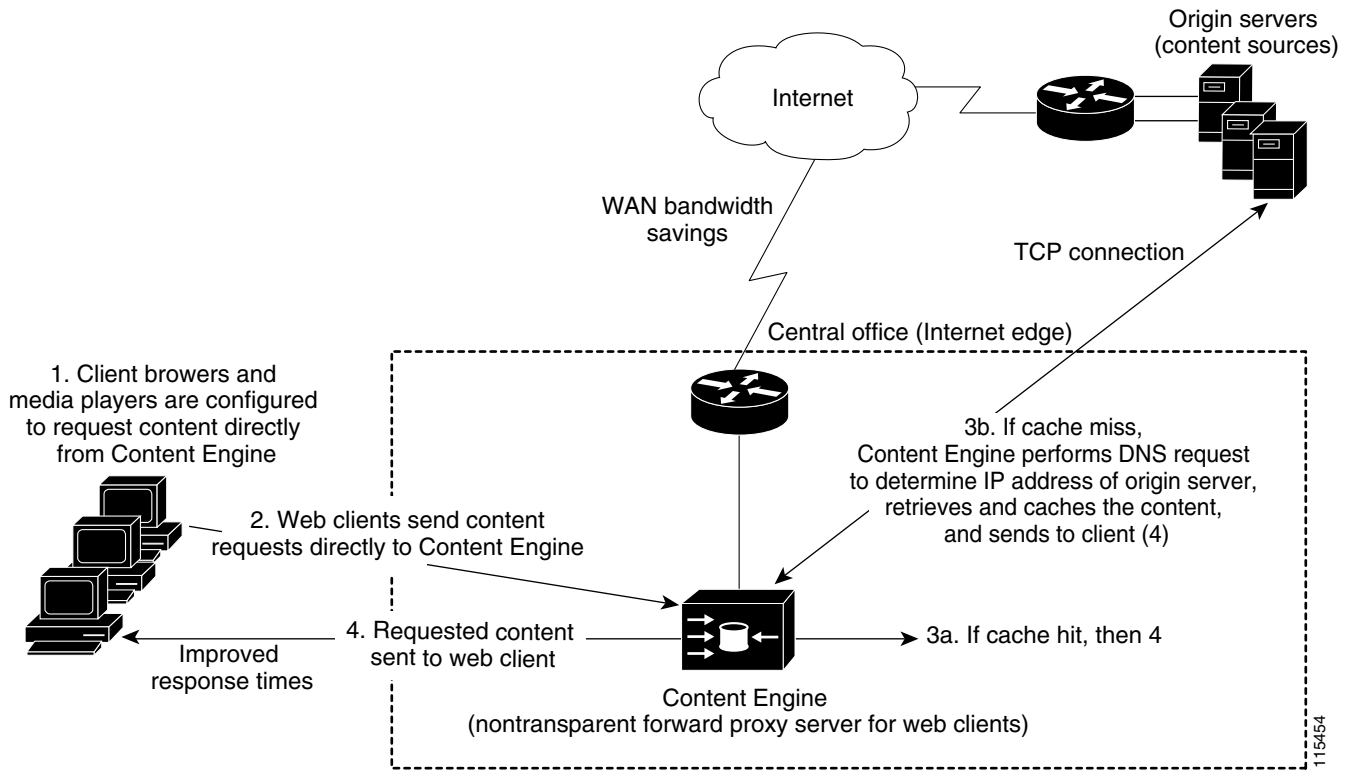 Origin servers
(content sources)
Internet
WAN bandwidth
savings
TCP connection
Central office (Internet edge)
1. Client browers and
media players are configured
to request content directly
from Content Engine
3b. If cache miss,
Content Engine performs DNS request
to determine IP address of origin server,
retrieves and caches the content,
and sends to client (4)
2. Web clients send content
requests directly to Content Engine
4. Requested content
sent to web client
3a. If cache hit, then 4
Improved
response times
Content Engine
(nontransparent forward proxy server for web clients)
115454